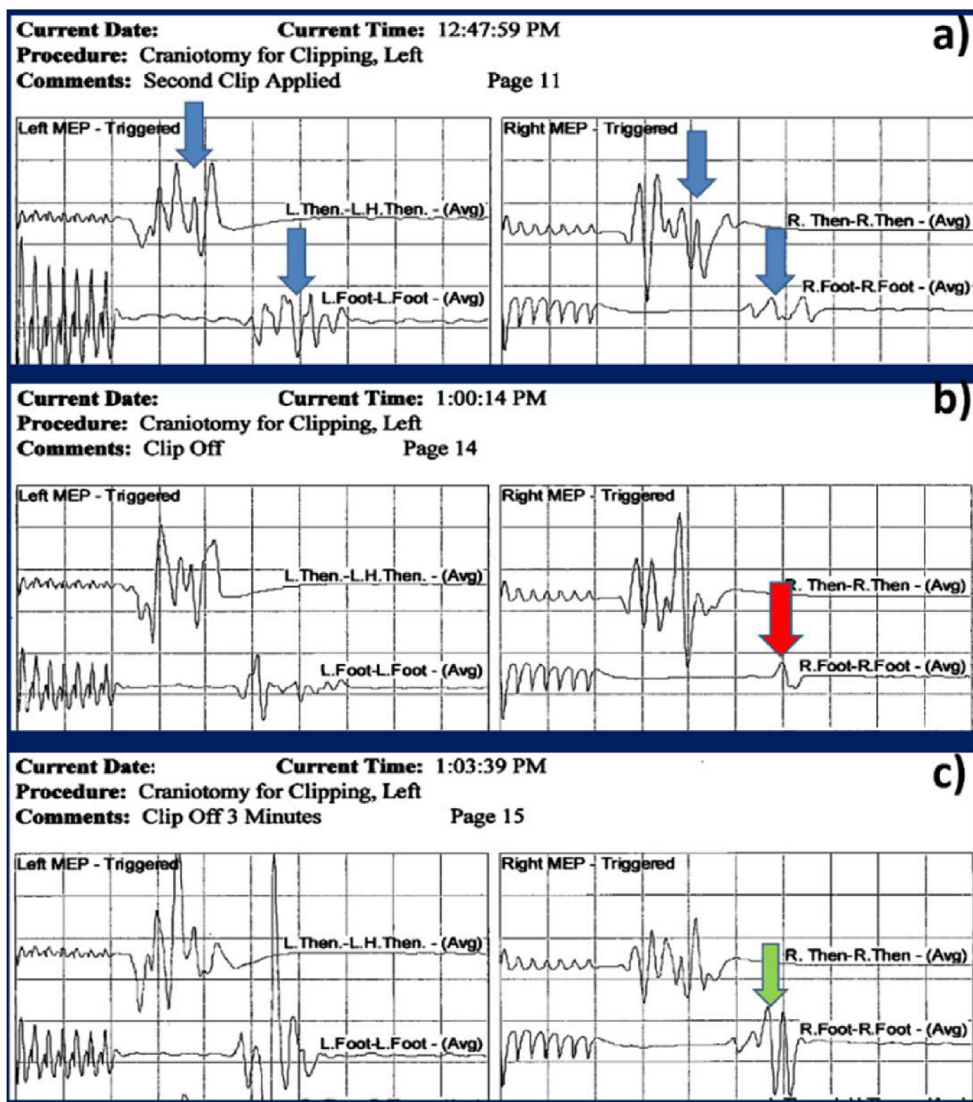 Current Date: Current Time: 12:47:59 PM a)
Procedure: Craniotomy for Clipping, Left
Comments: Second Clip Applied Page 11
Left MEP - Triggered Right MEP - Triggered
L.Then.-L.H.Then. - (Avg) R. Then-R.Then - (Avg)
L.Foot-L.Foot - (Avg) R.Foot-R.Foot - (Avg)
Current Date: Current Time: 1:00:14 PM b)
Procedure: Craniotomy for Clipping, Left
Comments: Clip Off Page 14
Left MEP - Triggered Right MEP - Triggered
L.Then.-L.H.Then. - (Avg) R. Then-R.Then - (Avg)
L.Foot-L.Foot - (Avg) R.Foot-R.Foot - (Avg)
Current Date: Current Time: 1:03:39 PM c)
Procedure: Craniotomy for Clipping, Left
Comments: Clip Off 3 Minutes Page 15
Left MEP - Triggered Right MEP - Triggered
L.Then.-L.H.Then. - (Avg) R. Then-R.Then - (Avg)
L.Foot-L.Foot - (Avg) R.Foot-R.Foot - (Avg)